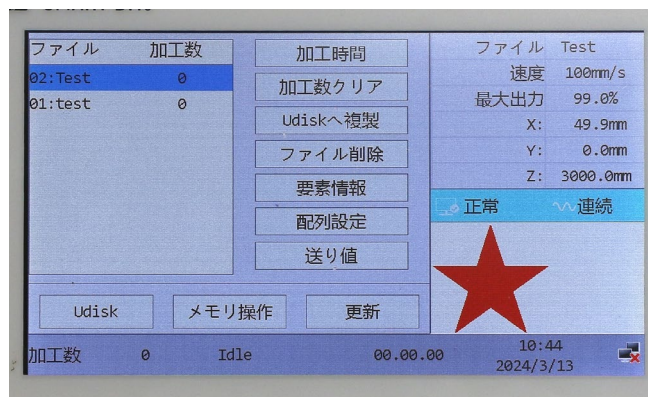 ファイル 加工数
02:Test 0
01:test 0
加工時間
加工数クリア
Udiskへ複製
ファイル削除
要素情報
配列設定
送り値
Udisk メモリ操作 更新
ファイル Test
速度 100mm/s
最大出力 99.0%
X: 49.9mm
Y: 0.0mm
Z: 3000.0mm
正常 連続
加工数 0 Idle 00.00.00 10:44
2024/3/13